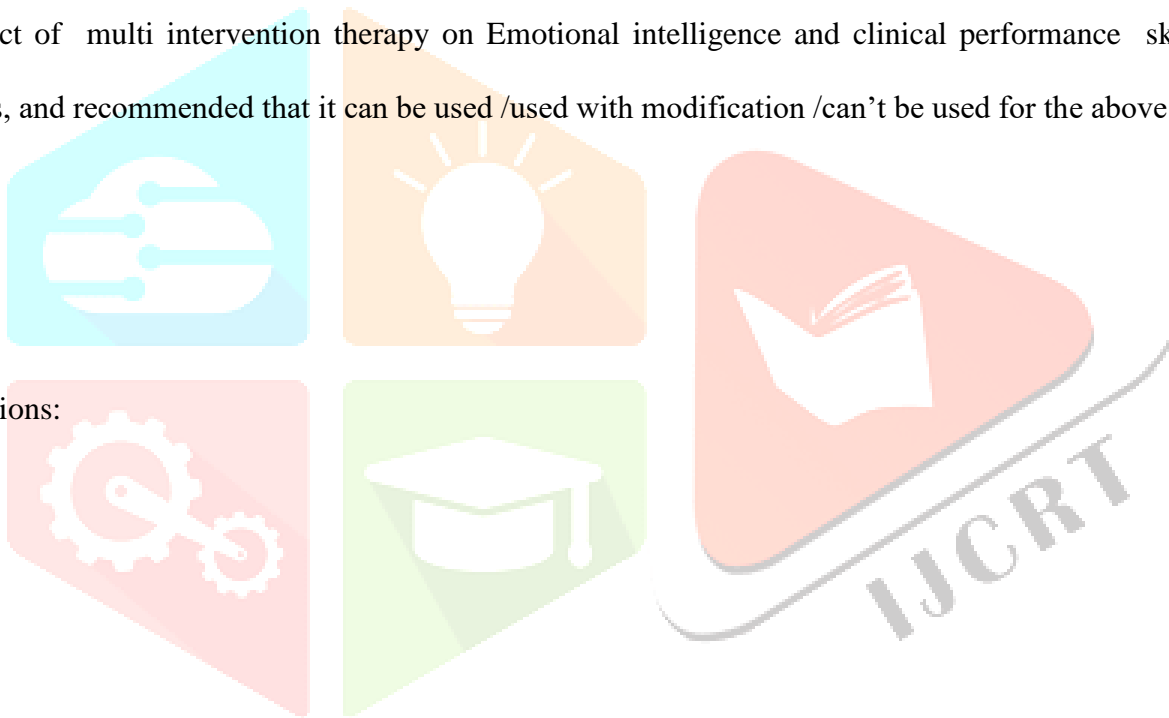 ct of multi intervention therapy on Emotional intelligence and clinical performance sk
s, and recommended that it can be used /used with modification /can’t be used for the above
ions:
IJCRT